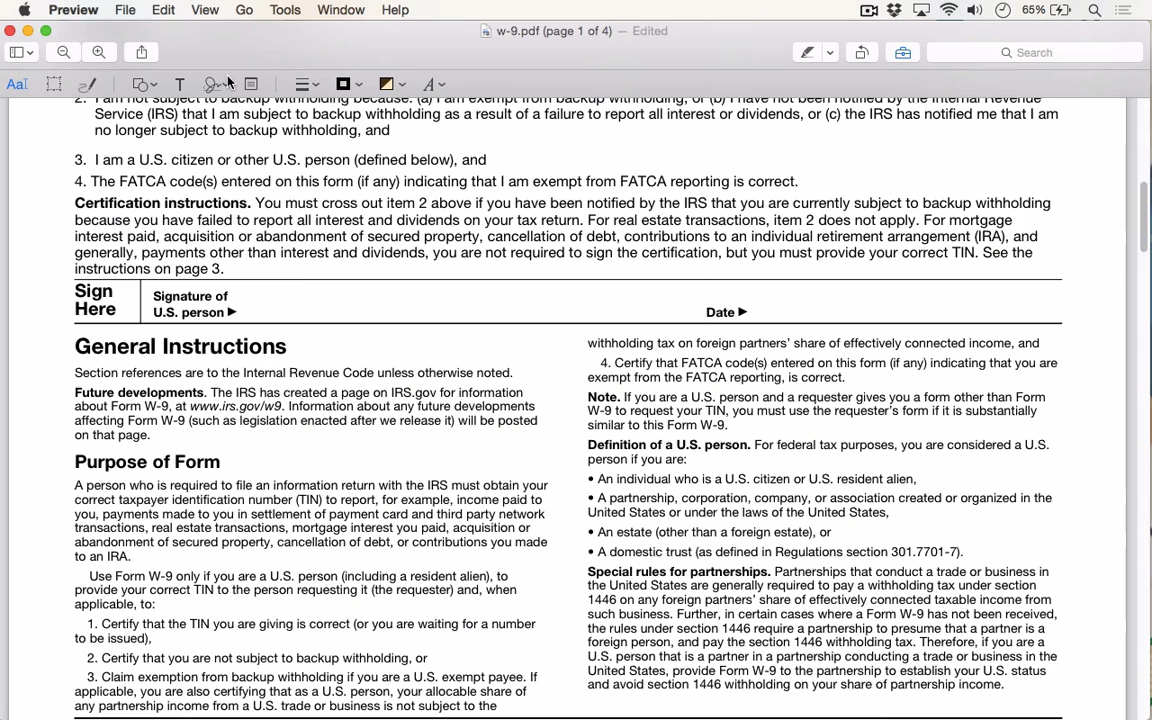 Preview File Edit View Go Tools Window Help 65%
w-9.pdf (page 1 of 4) — Edited
Search
AaI T A
2. I am not subject to backup withholding because: (a) I am exempt from backup withholding, or (b) I have not been notified by the Internal Revenue
Service (IRS) that I am subject to backup withholding as a result of a failure to report all interest or dividends, or (c) the IRS has notified me that I am
no longer subject to backup withholding, and
3. I am a U.S. citizen or other U.S. person (defined below), and
4. The FATCA code(s) entered on this form (if any) indicating that I am exempt from FATCA reporting is correct.
Certification instructions. You must cross out item 2 above if you have been notified by the IRS that you are currently subject to backup withholding
because you have failed to report all interest and dividends on your tax return. For real estate transactions, item 2 does not apply. For mortgage
interest paid, acquisition or abandonment of secured property, cancellation of debt, contributions to an individual retirement arrangement (IRA), and
generally, payments other than interest and dividends, you are not required to sign the certification, but you must provide your correct TIN. See the
instructions on page 3.
Sign
Here
Signature of
U.S. person ▶
Date ▶
General Instructions
Section references are to the Internal Revenue Code unless otherwise noted.
Future developments. The IRS has created a page on IRS.gov for information
about Form W-9, at www.irs.gov/w9. Information about any future developments
affecting Form W-9 (such as legislation enacted after we release it) will be posted
on that page.
Purpose of Form
A person who is required to file an information return with the IRS must obtain your
correct taxpayer identification number (TIN) to report, for example, income paid to
you, payments made to you in settlement of payment card and third party network
transactions, real estate transactions, mortgage interest you paid, acquisition or
abandonment of secured property, cancellation of debt, or contributions you made
to an IRA.
Use Form W-9 only if you are a U.S. person (including a resident alien), to
provide your correct TIN to the person requesting it (the requester) and, when
applicable, to:
1. Certify that the TIN you are giving is correct (or you are waiting for a number
to be issued),
2. Certify that you are not subject to backup withholding, or
3. Claim exemption from backup withholding if you are a U.S. exempt payee. If
applicable, you are also certifying that as a U.S. person, your allocable share of
any partnership income from a U.S. trade or business is not subject to the
withholding tax on foreign partners' share of effectively connected income, and
4. Certify that FATCA code(s) entered on this form (if any) indicating that you are
exempt from the FATCA reporting, is correct.
Note. If you are a U.S. person and a requester gives you a form other than Form
W-9 to request your TIN, you must use the requester's form if it is substantially
similar to this Form W-9.
Definition of a U.S. person. For federal tax purposes, you are considered a U.S.
person if you are:
• An individual who is a U.S. citizen or U.S. resident alien,
• A partnership, corporation, company, or association created or organized in the
United States or under the laws of the United States,
• An estate (other than a foreign estate), or
• A domestic trust (as defined in Regulations section 301.7701-7).
Special rules for partnerships. Partnerships that conduct a trade or business in
the United States are generally required to pay a withholding tax under section
1446 on any foreign partners' share of effectively connected taxable income from
such business. Further, in certain cases where a Form W-9 has not been received,
the rules under section 1446 require a partnership to presume that a partner is a
foreign person, and pay the section 1446 withholding tax. Therefore, if you are a
U.S. person that is a partner in a partnership conducting a trade or business in the
United States, provide Form W-9 to the partnership to establish your U.S. status
and avoid section 1446 withholding on your share of partnership income.